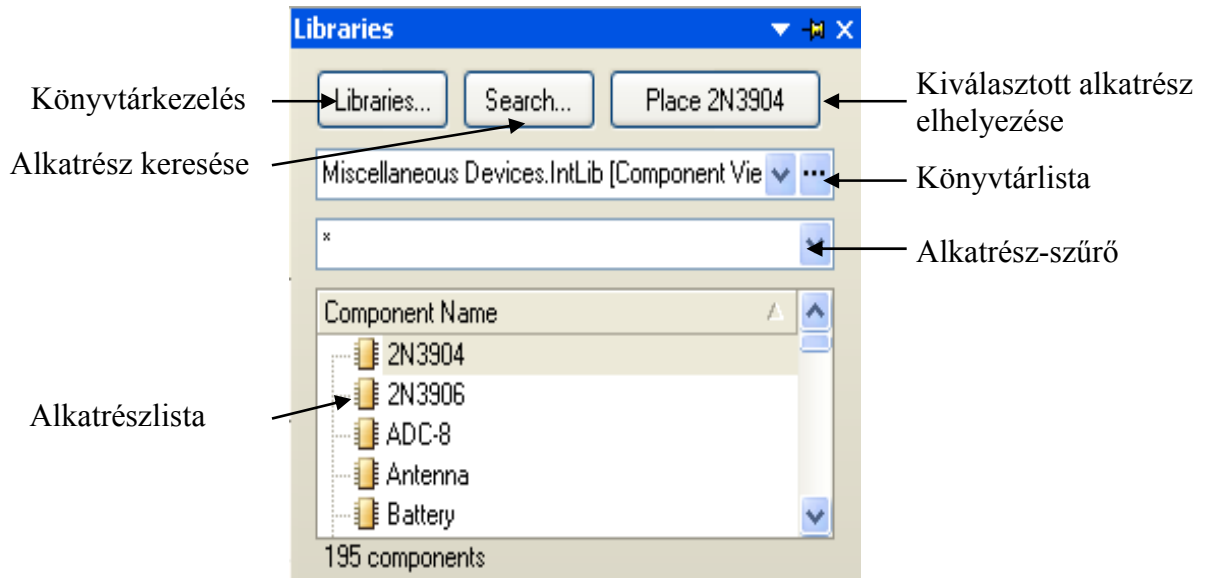 Libraries
Könyvtárkezelés
Libraries...
Search...
Place 2N3904
Kiválasztott alkatrész
elhelyezése
Alkatrész keresése
Miscellaneous Devices.IntLib [Component Vie
...
Könyvtárlista
*
Alkatrész-szűrő
Component Name
2N3904
2N3906
Alkatrészlista
ADC-8
Antenna
Battery
195 components